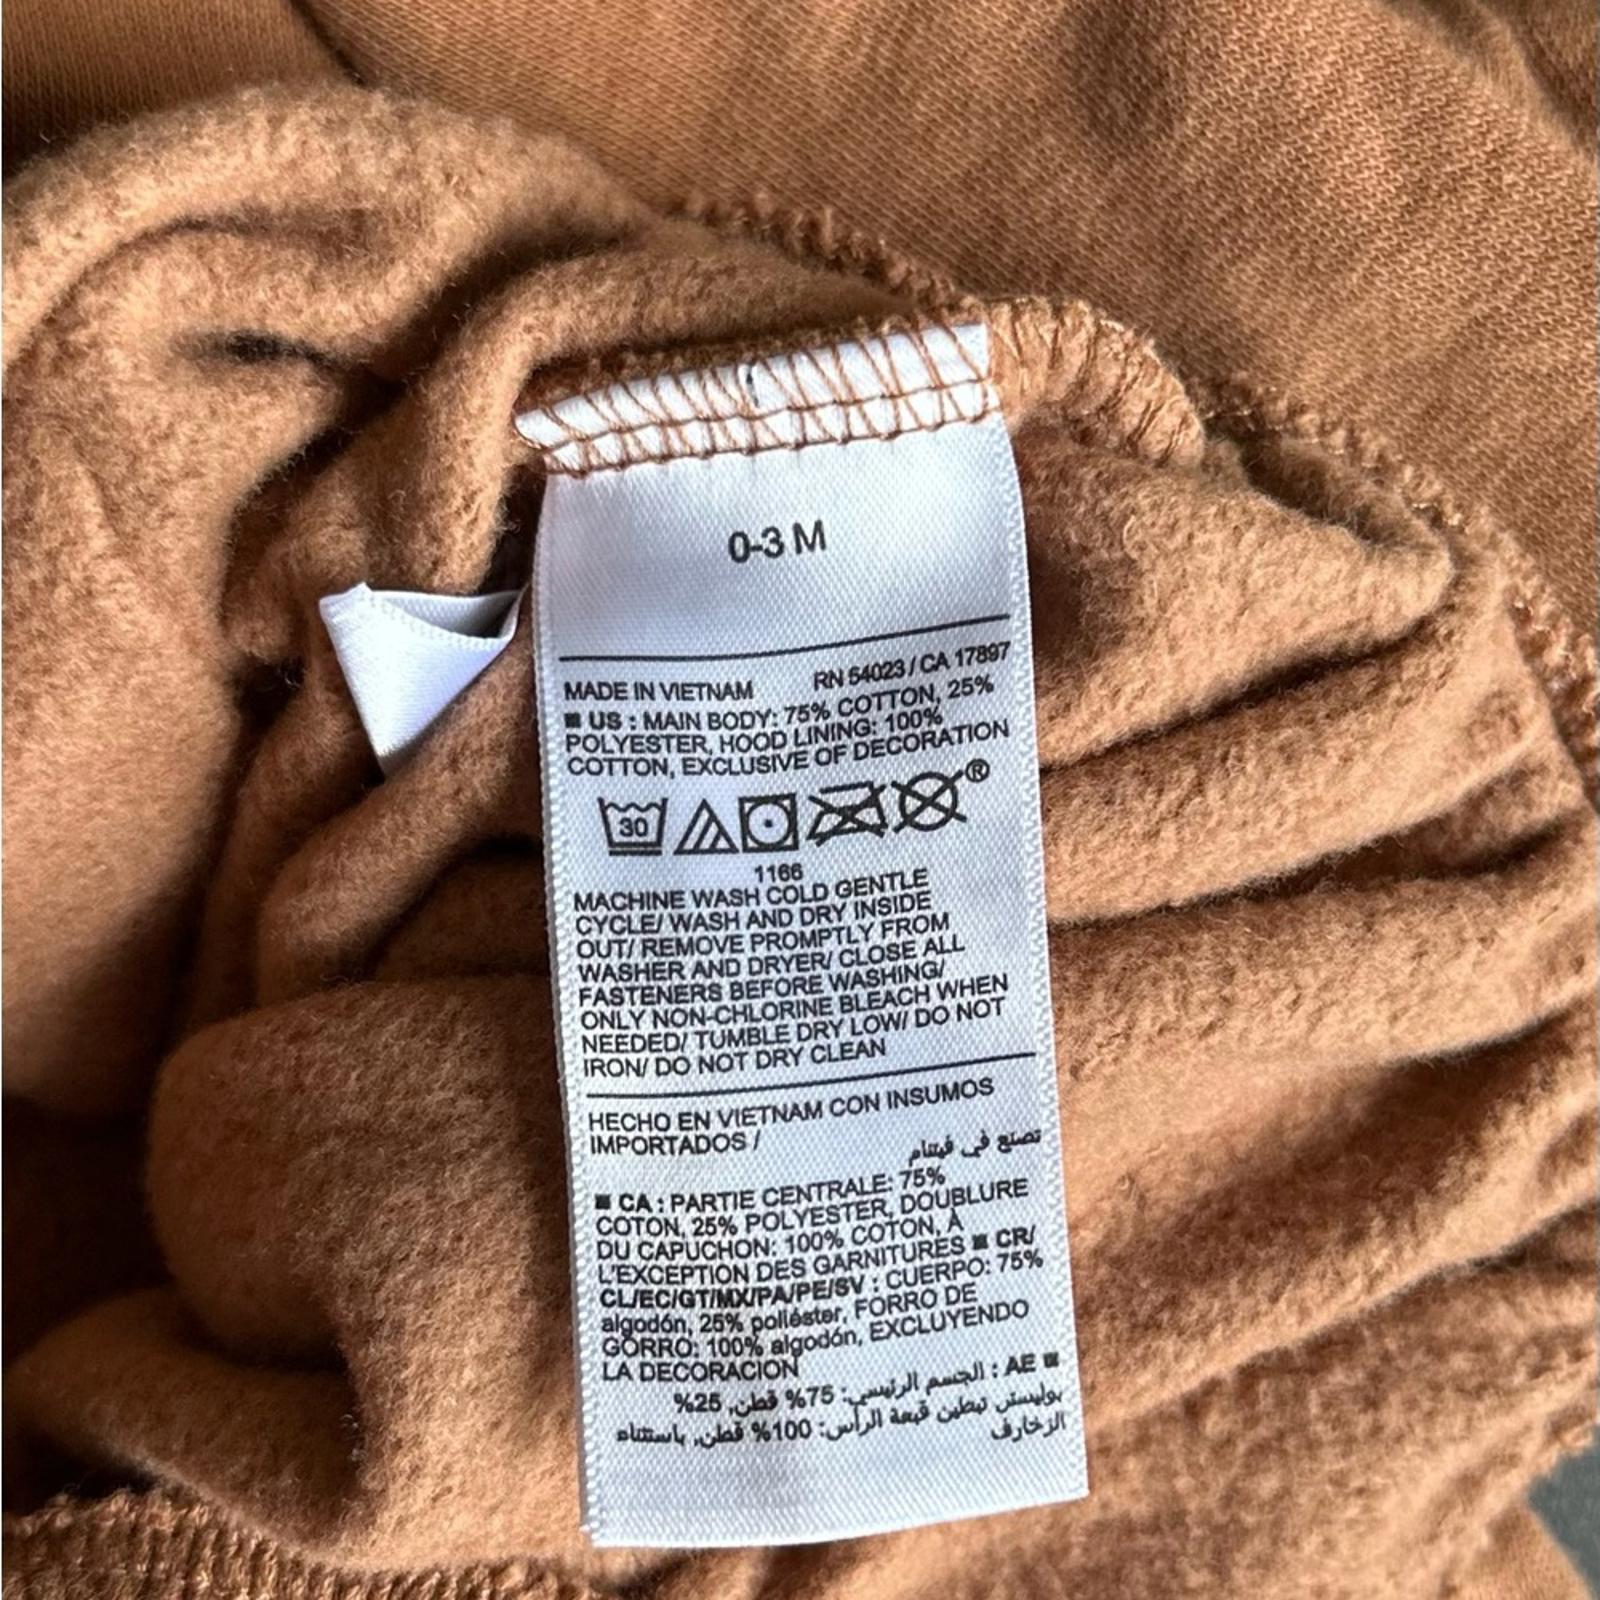 0-3 M
MADE IN VIETNAM RN 54023 / CA 17897
■ US : MAIN BODY: 75% COTTON, 25%
POLYESTER, HOOD LINING: 100%
COTTON, EXCLUSIVE OF DECORATION
30 ®
1166
MACHINE WASH COLD GENTLE
CYCLE/ WASH AND DRY INSIDE
OUT/ REMOVE PROMPTLY FROM
WASHER AND DRYER/ CLOSE ALL
FASTENERS BEFORE WASHING/
ONLY NON-CHLORINE BLEACH WHEN
NEEDED/ TUMBLE DRY LOW/ DO NOT
IRON/ DO NOT DRY CLEAN
HECHO EN VIETNAM CON INSUMOS
IMPORTADOS /
تصنع في فيتنام
■ CA : PARTIE CENTRALE: 75%
COTON, 25% POLYESTER, DOUBLURE
DU CAPUCHON: 100% COTON, À
L'EXCEPTION DES GARNITURES ■ CR/
CL/EC/GT/MX/PA/PE/SV : CUERPO: 75%
algodón, 25% poliéster, FORRO DE
GORRO: 100% algodón, EXCLUYENDO
LA DECORACION
■ AE : الجسم الرئيسي: 75% قطن, 25%
بوليستر, تبطين قبعة الرأس: 100% قطن, باستثناء
الزخارف